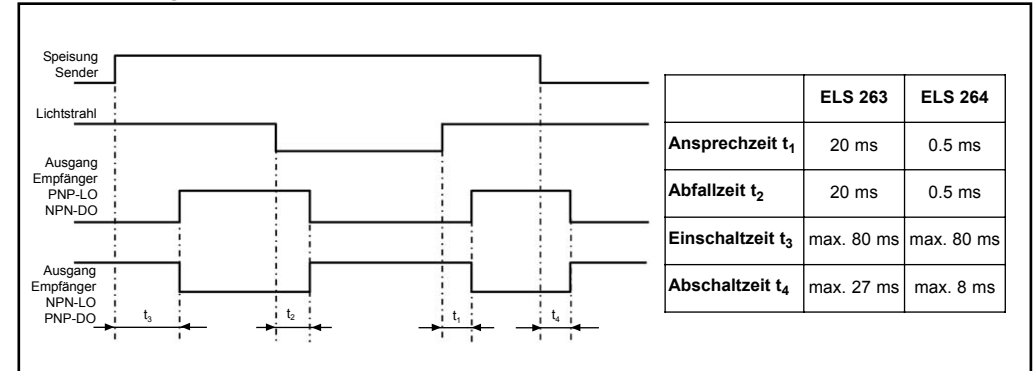 Speisung
Sender
Lichtstrahl
Ausgang
Empfänger
PNP-LO
NPN-DO
Ausgang
Empfänger
NPN-LO
PNP-DO
t3
t2
t1
t4
ELS 263 ELS 264
Ansprechzeit t1 20 ms 0.5 ms
Abfallzeit t2 20 ms 0.5 ms
Einschaltzeit t3 max. 80 ms max. 80 ms
Abschaltzeit t4 max. 27 ms max. 8 ms